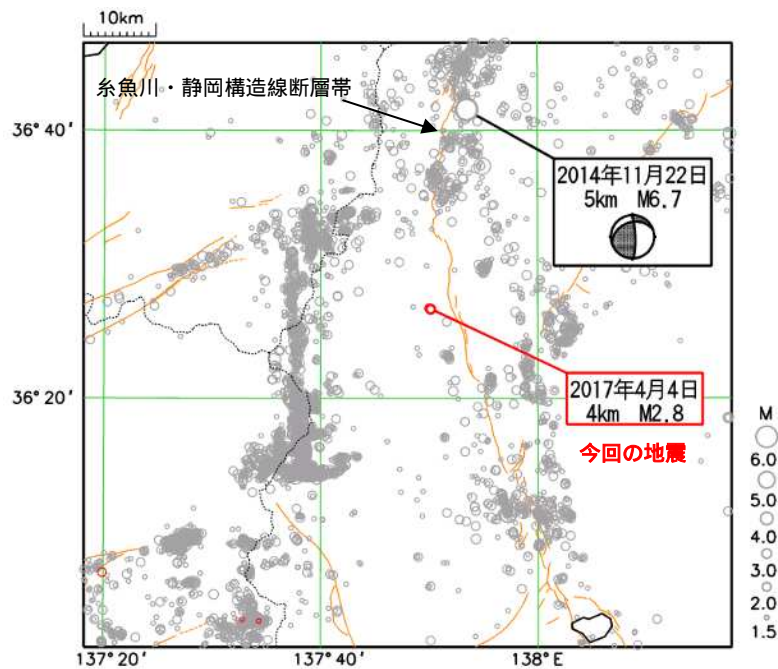 10km
糸魚川・静岡構造線断層帯
36° 40′
2014年11月22日
5km M6.7
36° 20′
2017年4月4日
4km M2.8
今回の地震
M
6.0
5.0
4.0
3.0
2.0
1.5
137° 20′
137° 40′
138° E